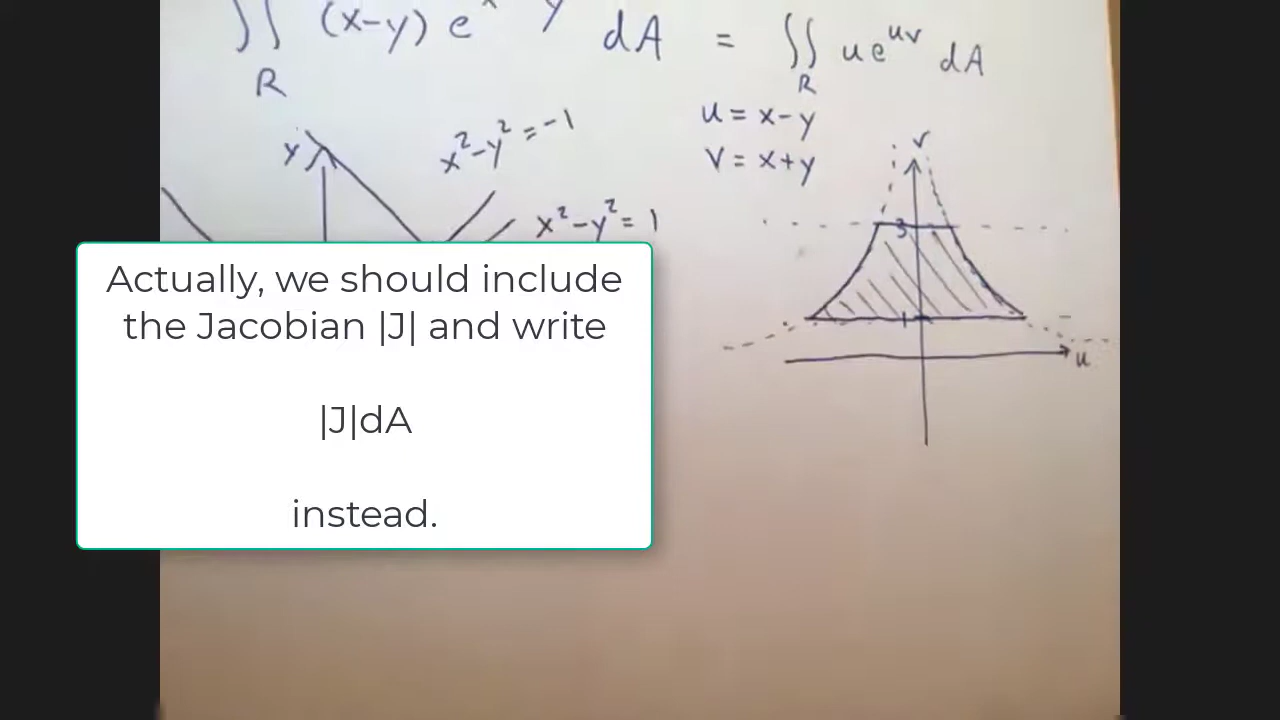 ∬ (x-y) e^x y dA = ∬ ue^uv dA
R R
u = x-y
v = x+y
x²-y² = -1
y
v
x²-y² = 1
3
Actually, we should include
the Jacobian |J| and write
|J|dA
instead.
1
u